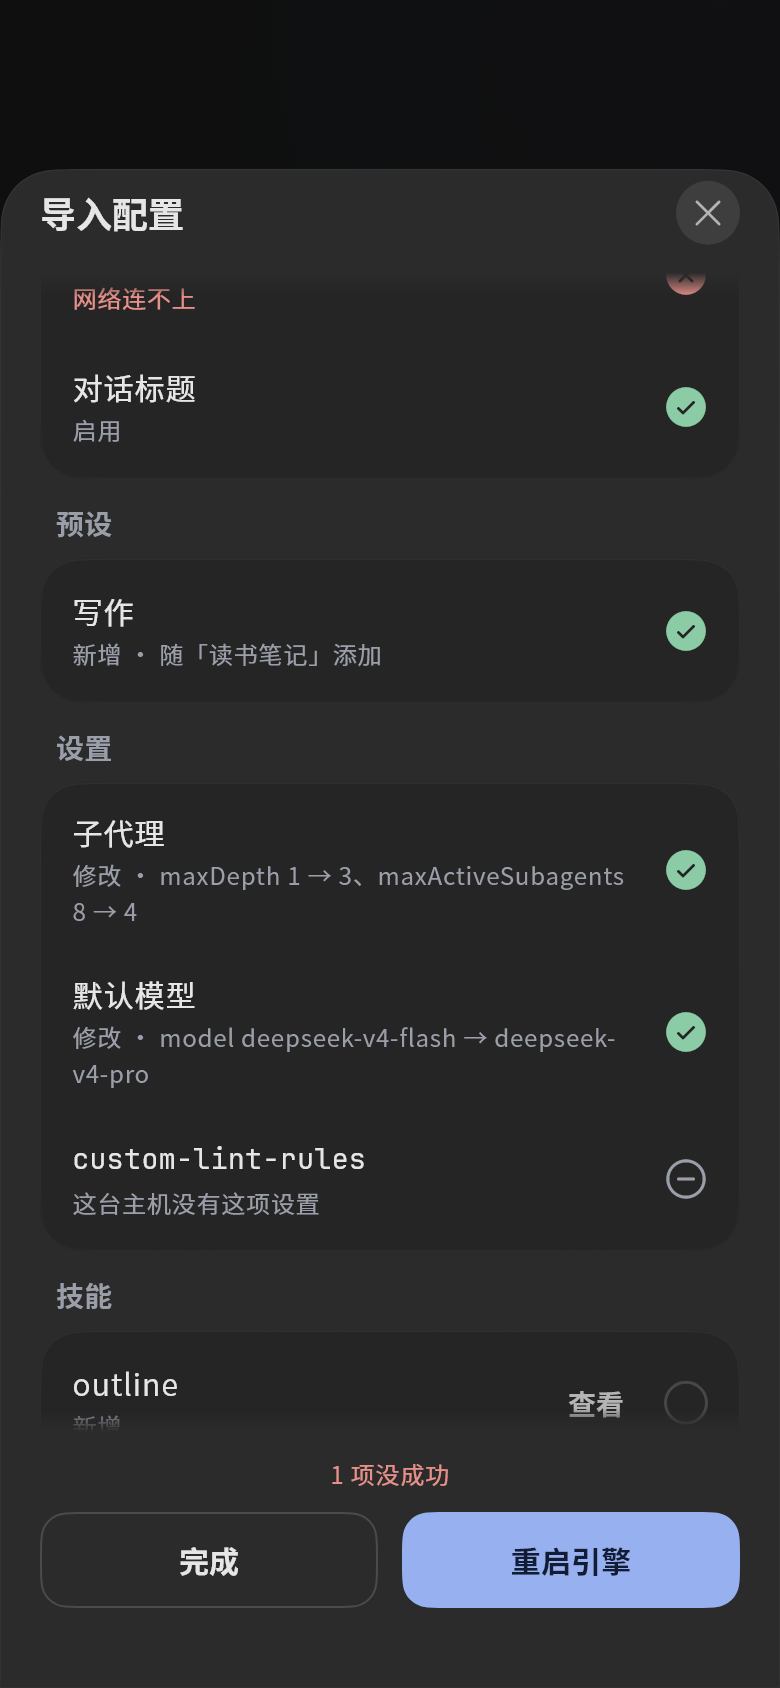 导入配置
网络连不上
对话标题
启用
预设
写作
新增 · 随「读书笔记」添加
设置
子代理
修改 · maxDepth 1 → 3、maxActiveSubagents
8 → 4
默认模型
修改 · model deepseek-v4-flash → deepseek-
v4-pro
custom-lint-rules
这台主机没有这项设置
技能
outline
查看
新增
1 项没成功
完成
重启引擎